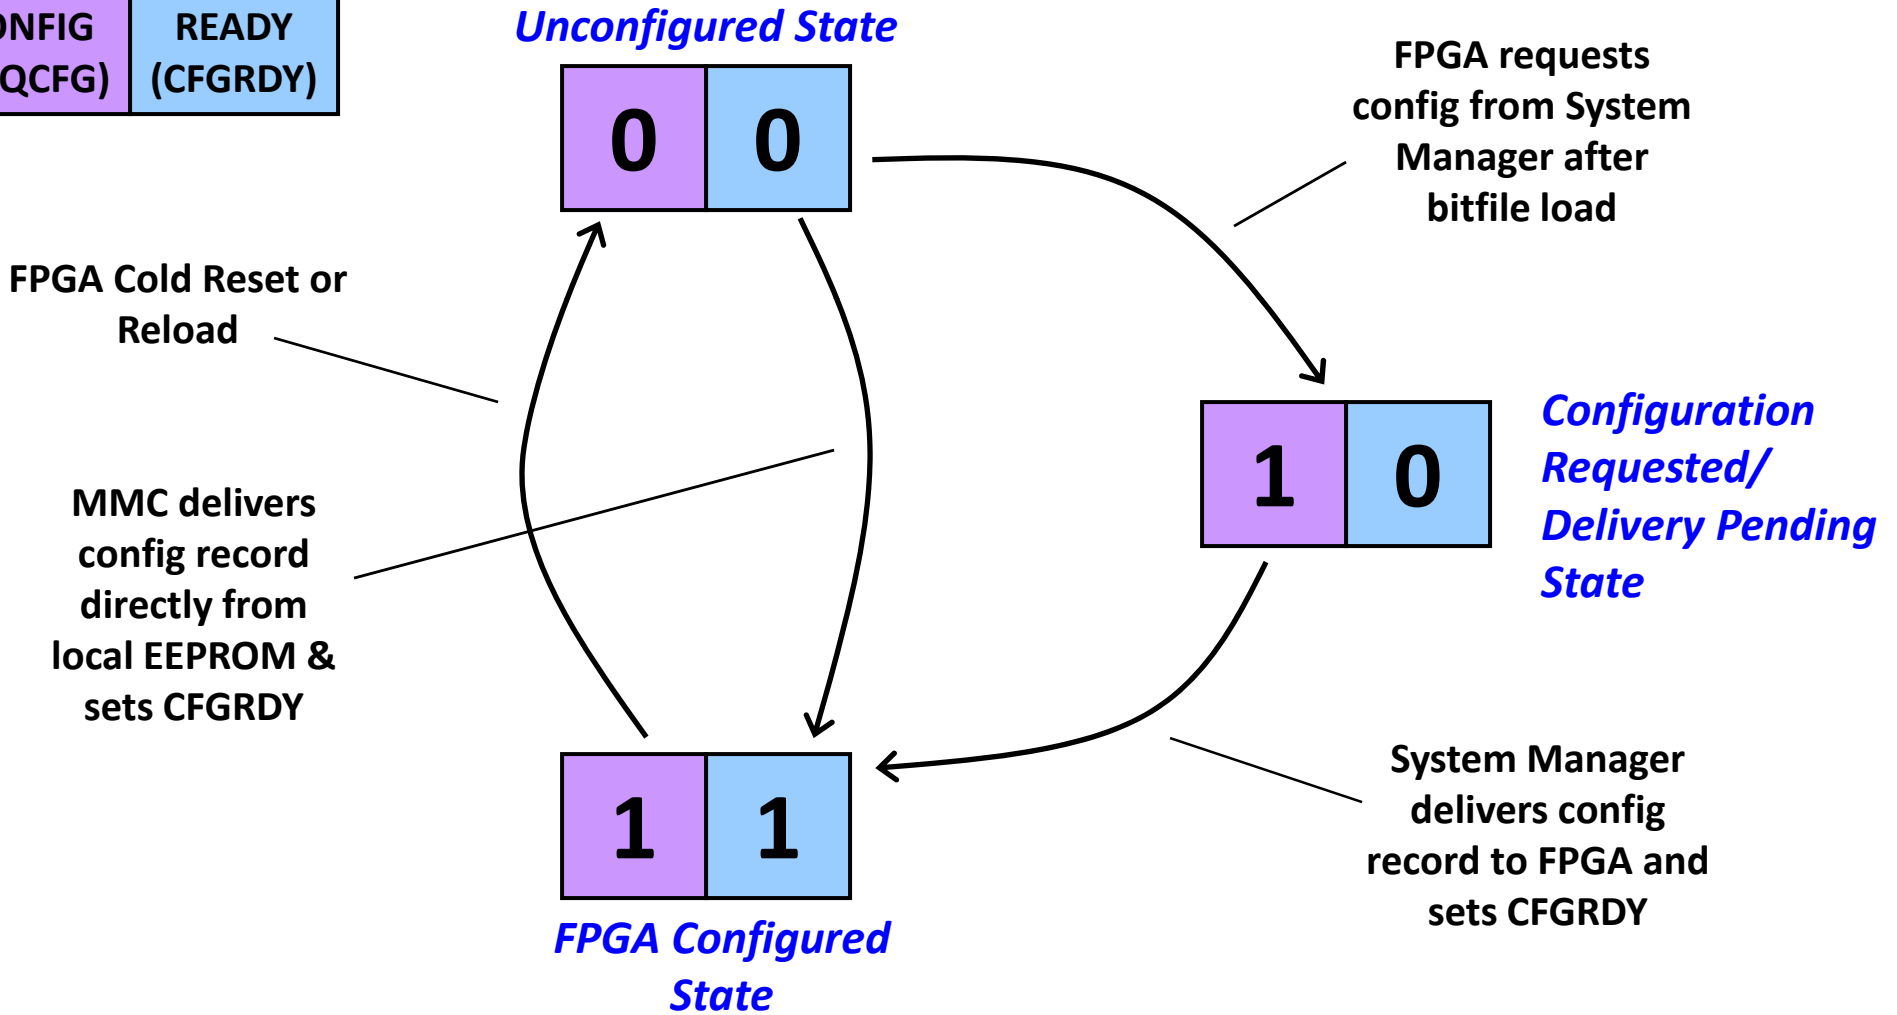 READY
(CFGRDY)
Unconfigured State
0 0
FPGA requests
config from System
Manager after
bitfile load
FPGA Cold Reset or
Reload
1 0
Configuration
Requested/
Delivery Pending
State
MMC delivers
config record
directly from
local EEPROM &
sets CFGRDY
1 1
FPGA Configured
State
System Manager
delivers config
record to FPGA and
sets CFGRDY